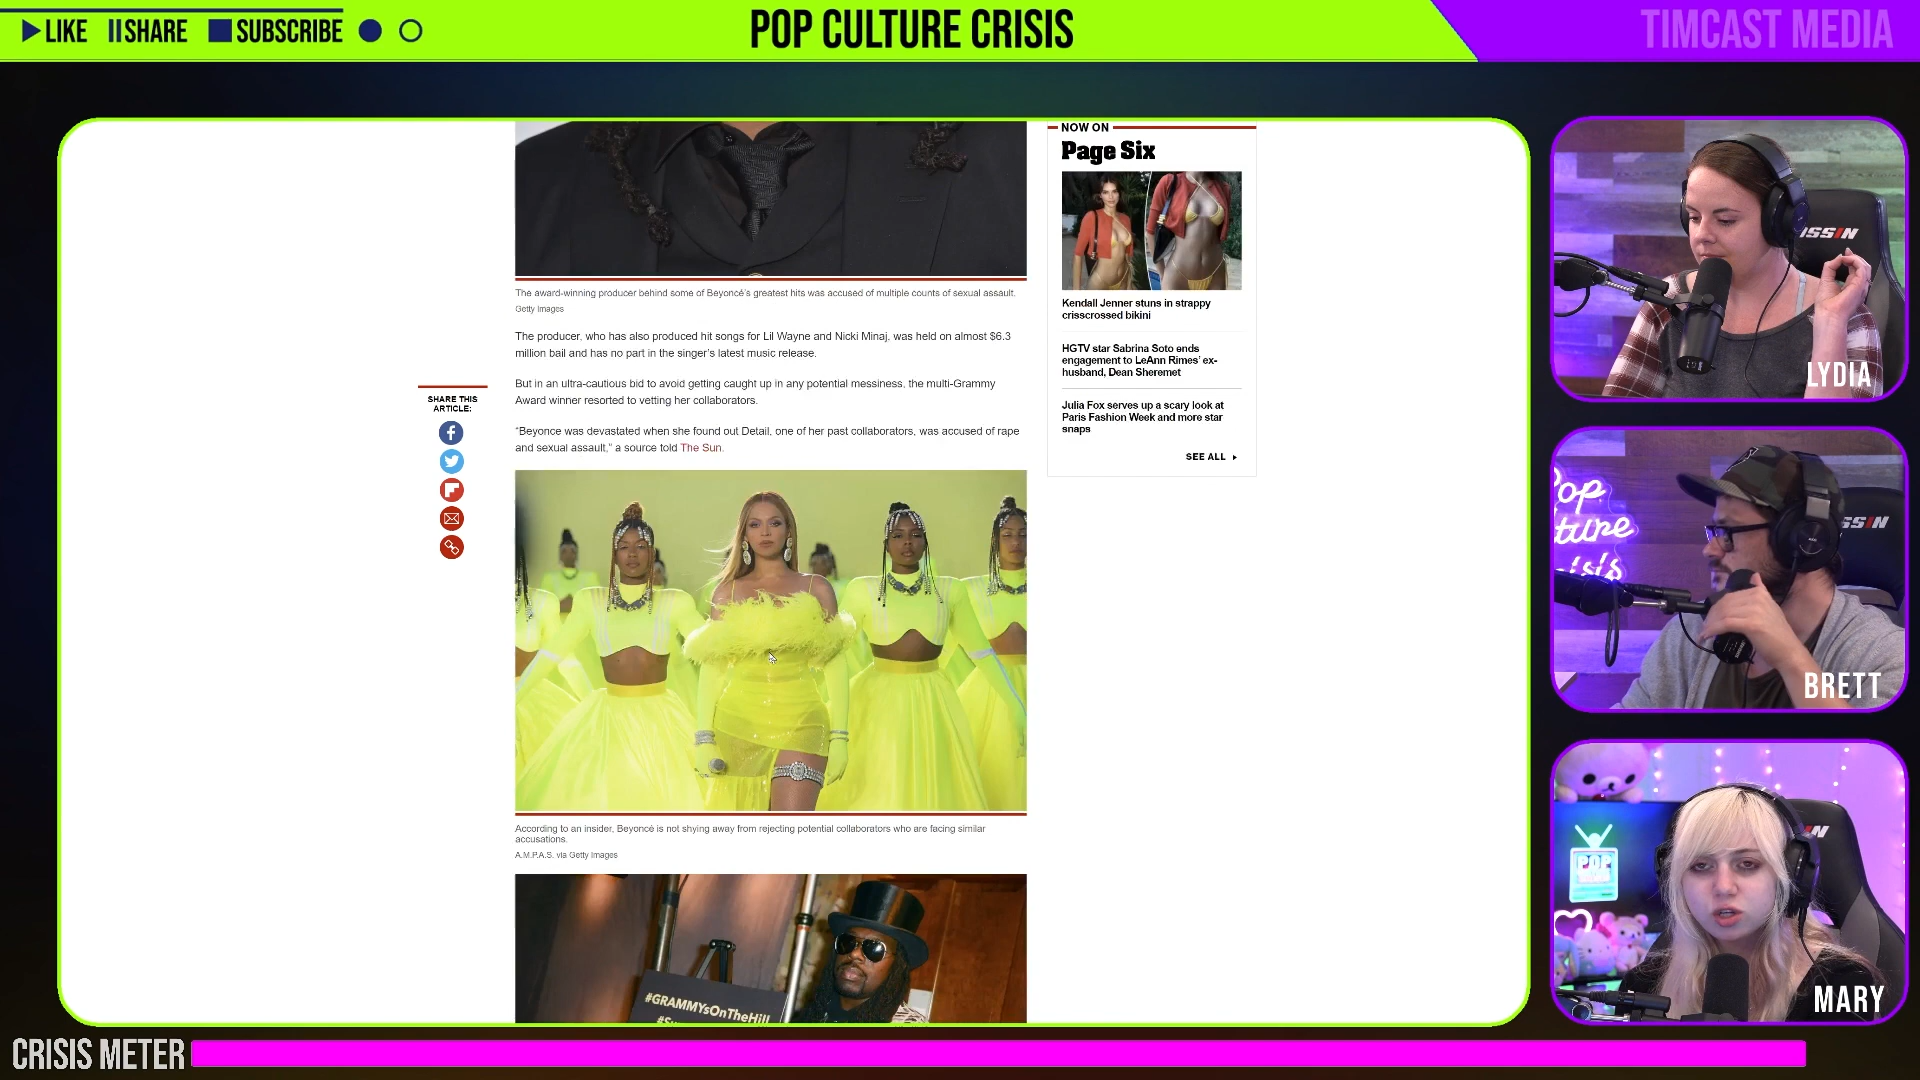 LIKE SHARE SUBSCRIBE
POP CULTURE CRISIS
TIMCAST MEDIA
The award-winning producer behind some of Beyoncé's greatest hits was accused of multiple counts of sexual assault.
Getty Images
The producer, who has also produced hit songs for Lil Wayne and Nicki Minaj, was held on almost $6.3
million bail and has no part in the singer's latest music release.
But in an ultra-cautious bid to avoid getting caught up in any potential messiness, the multi-Grammy
Award winner resorted to vetting her collaborators.
"Beyonce was devastated when she found out Detail, one of her past collaborators, was accused of rape
and sexual assault," a source told The Sun.
SHARE THIS
ARTICLE:
According to an insider, Beyoncé is not shying away from rejecting potential collaborators who are facing similar
accusations.
A.M.P.A.S. via Getty Images
#GRAMMYsOnTheHill
NOW ON
Page Six
Kendall Jenner stuns in strappy
crisscrossed bikini
HGTV star Sabrina Soto ends
engagement to LeAnn Rimes' ex-
husband, Dean Sheremet
Julia Fox serves up a scary look at
Paris Fashion Week and more star
snaps
SEE ALL
LYDIA
BRETT
POP
MARY
CRISIS METER